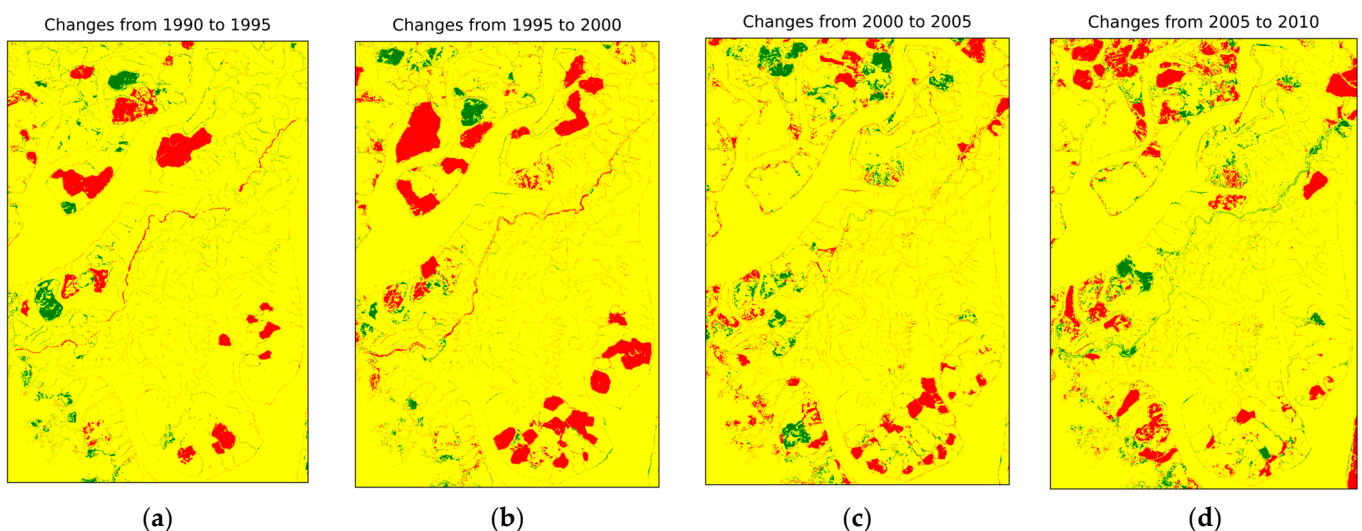 Changes from 1990 to 1995
Changes from 1995 to 2000
Changes from 2000 to 2005
Changes from 2005 to 2010
(a)
(b)
(c)
(d)